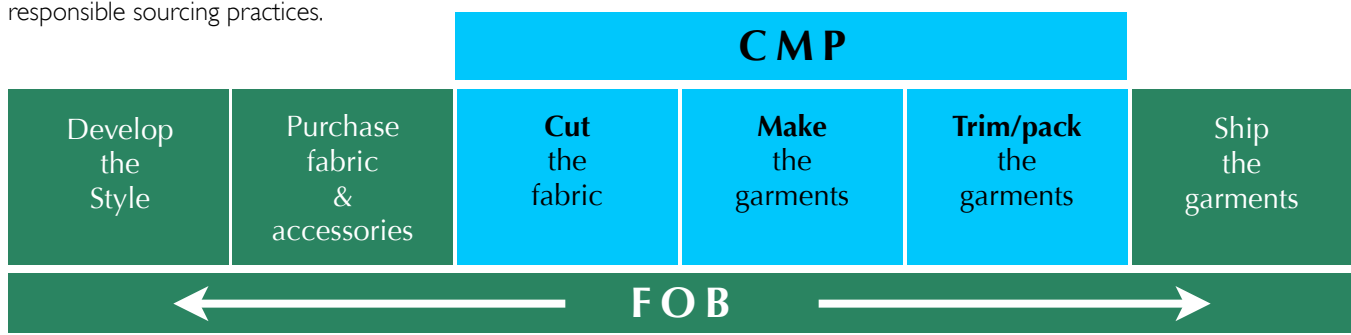 responsible sourcing practices.
CMP
Develop
the
Style
Purchase
fabric
&
accessories
Cut
the
fabric
Make
the
garments
Trim/pack
the
garments
Ship
the
garments
FOB